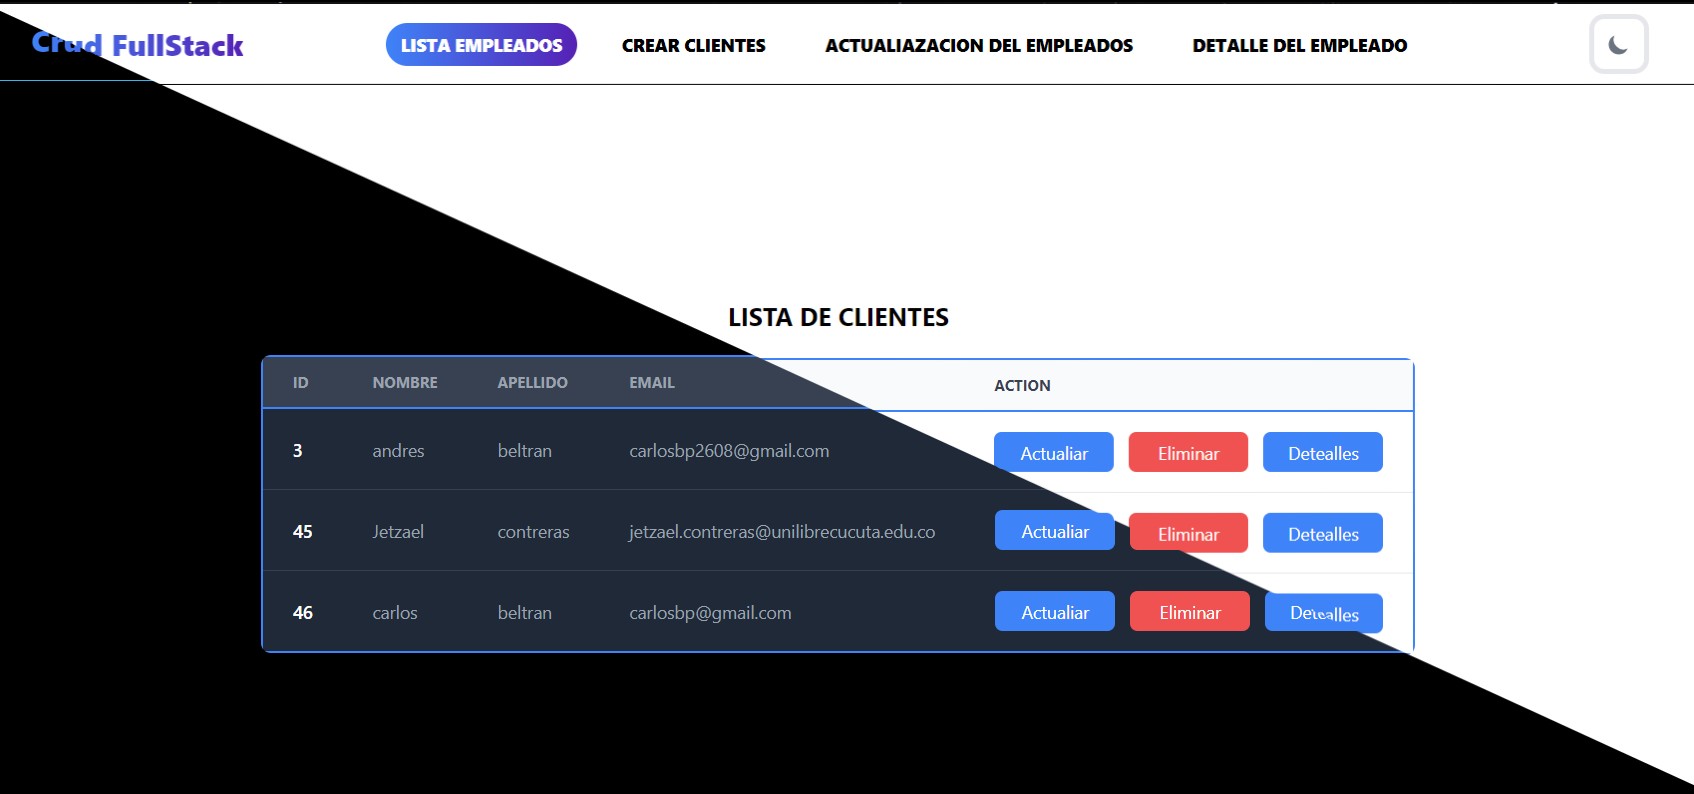 Crud FullStack
LISTA EMPLEADOS CREAR CLIENTES ACTUALIAZACION DEL EMPLEADOS DETALLE DEL EMPLEADO
LISTA DE CLIENTES
ID NOMBRE APELLIDO EMAIL ACTION
3 andres beltran carlosbp2608@gmail.com Actualiar Eliminar Detealles
45 Jetzael contreras jetzael.contreras@unilibrecucuta.edu.co Actualiar Eliminar Detealles
46 carlos beltran carlosbp@gmail.com Actualiar Eliminar Detealles